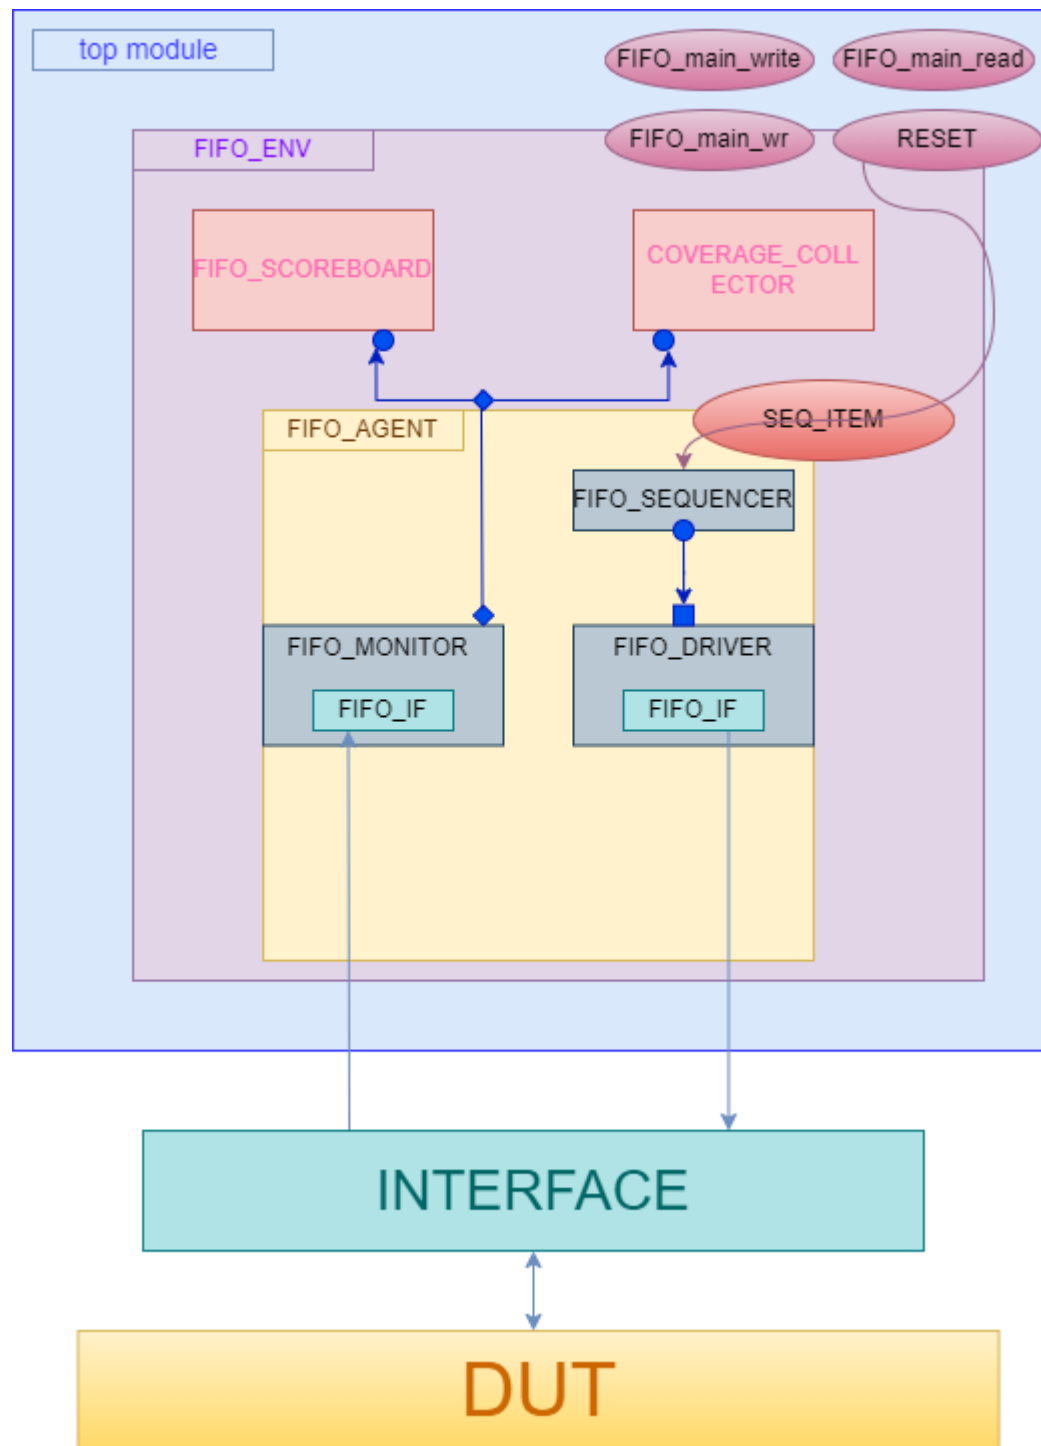 top module
FIFO_main_write
FIFO_main_read
FIFO_ENV
FIFO_main_wr
RESET
FIFO_SCOREBOARD
COVERAGE_COLL
ECTOR
FIFO_AGENT
SEQ_ITEM
FIFO_SEQUENCER
FIFO_MONITOR
FIFO_DRIVER
FIFO_IF
FIFO_IF
INTERFACE
DUT